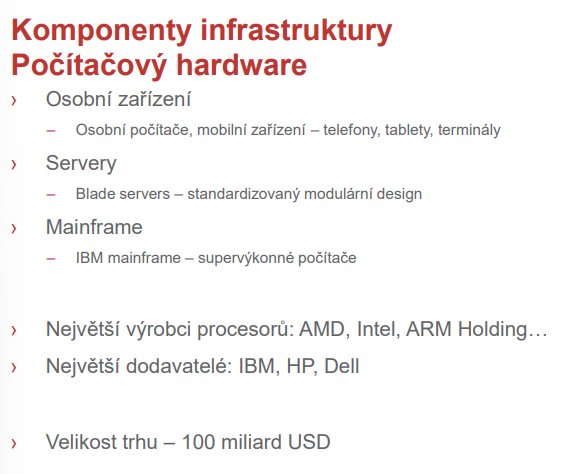 Komponenty infrastruktury
Počítačový hardware
› Osobní zařízení
– Osobní počítače, mobilní zařízení – telefony, tablety, terminály
› Servery
– Blade servers – standardizovaný modulární design
› Mainframe
– IBM mainframe – supervýkonné počítače
› Největší výrobci procesorů: AMD, Intel, ARM Holding…
› Největší dodavatelé: IBM, HP, Dell
› Velikost trhu – 100 miliard USD